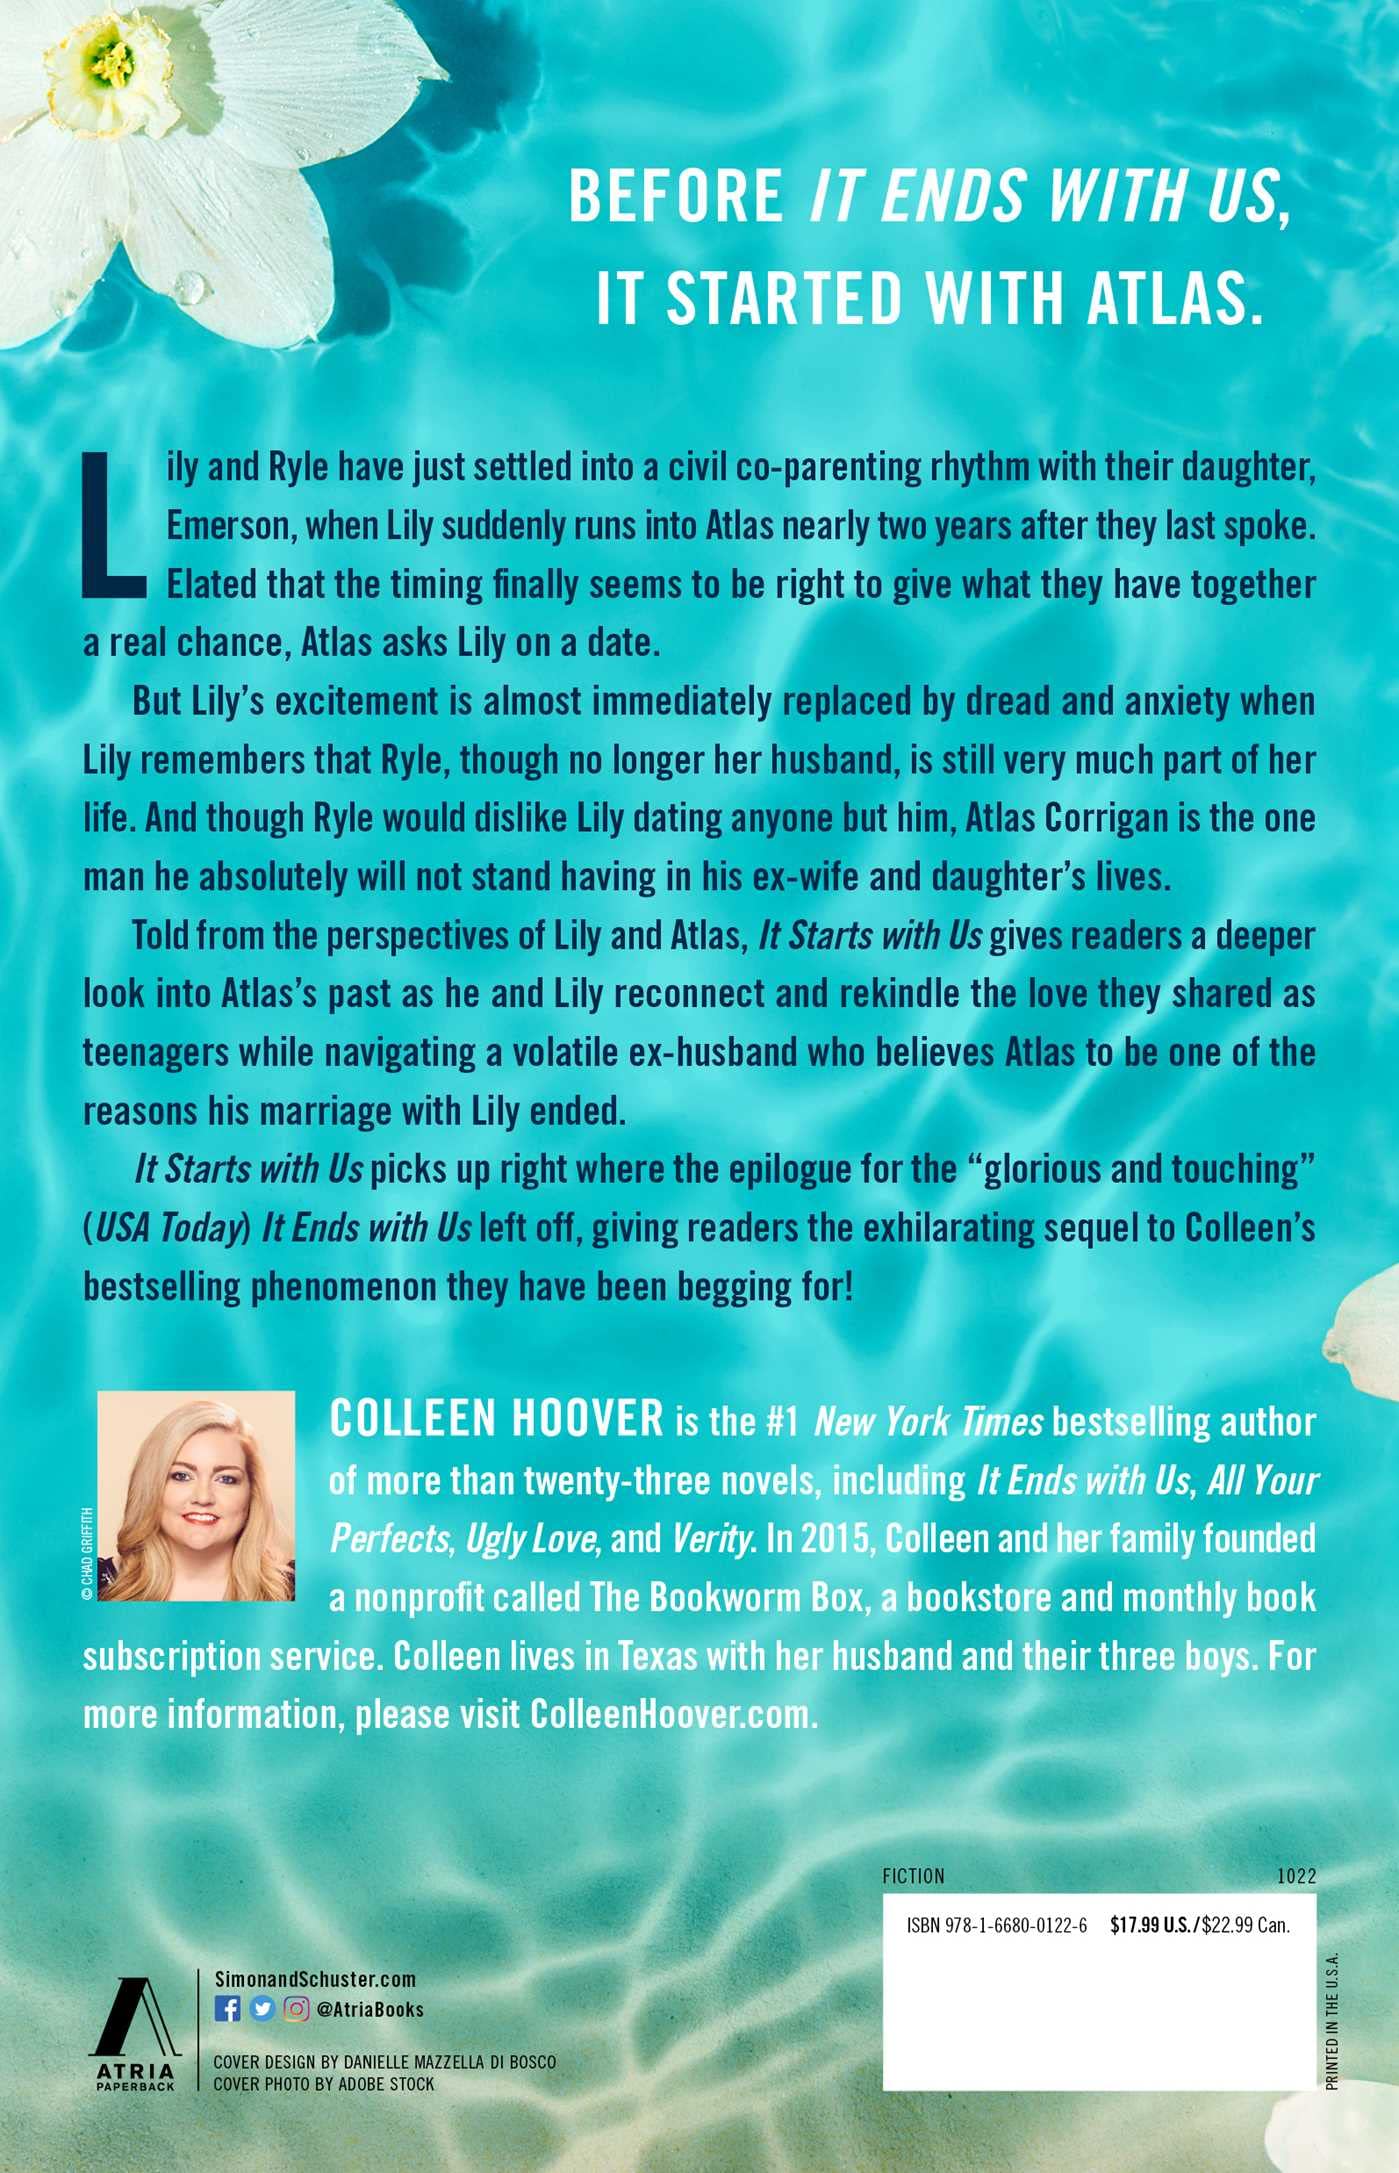 BEFORE IT ENDS WITH US,
IT STARTED WITH ATLAS.
Lily and Ryle have just settled into a civil co-parenting rhythm with their daughter,
Emerson, when Lily suddenly runs into Atlas nearly two years after they last spoke.
Elated that the timing finally seems to be right to give what they have together
a real chance, Atlas asks Lily on a date.
But Lily’s excitement is almost immediately replaced by dread and anxiety when
Lily remembers that Ryle, though no longer her husband, is still very much part of her
life. And though Ryle would dislike Lily dating anyone but him, Atlas Corrigan is the one
man he absolutely will not stand having in his ex-wife and daughter’s lives.
Told from the perspectives of Lily and Atlas, It Starts with Us gives readers a deeper
look into Atlas’s past as he and Lily reconnect and rekindle the love they shared as
teenagers while navigating a volatile ex-husband who believes Atlas to be one of the
reasons his marriage with Lily ended.
It Starts with Us picks up right where the epilogue for the “glorious and touching”
(USA Today) It Ends with Us left off, giving readers the exhilarating sequel to Colleen’s
bestselling phenomenon they have been begging for!
© CHAD GRIFFITH
COLLEEN HOOVER is the #1 New York Times bestselling author
of more than twenty-three novels, including It Ends with Us, All Your
Perfects, Ugly Love, and Verity. In 2015, Colleen and her family founded
a nonprofit called The Bookworm Box, a bookstore and monthly book
subscription service. Colleen lives in Texas with her husband and their three boys. For
more information, please visit ColleenHoover.com.
FICTION 1022
ISBN 978-1-6680-0122-6 $17.99 U.S./$22.99 Can.
PRINTED IN THE U.S.A.
ATRIA
PAPERBACK
SimonandSchuster.com
@AtriaBooks
COVER DESIGN BY DANIELLE MAZZELLA DI BOSCO
COVER PHOTO BY ADOBE STOCK